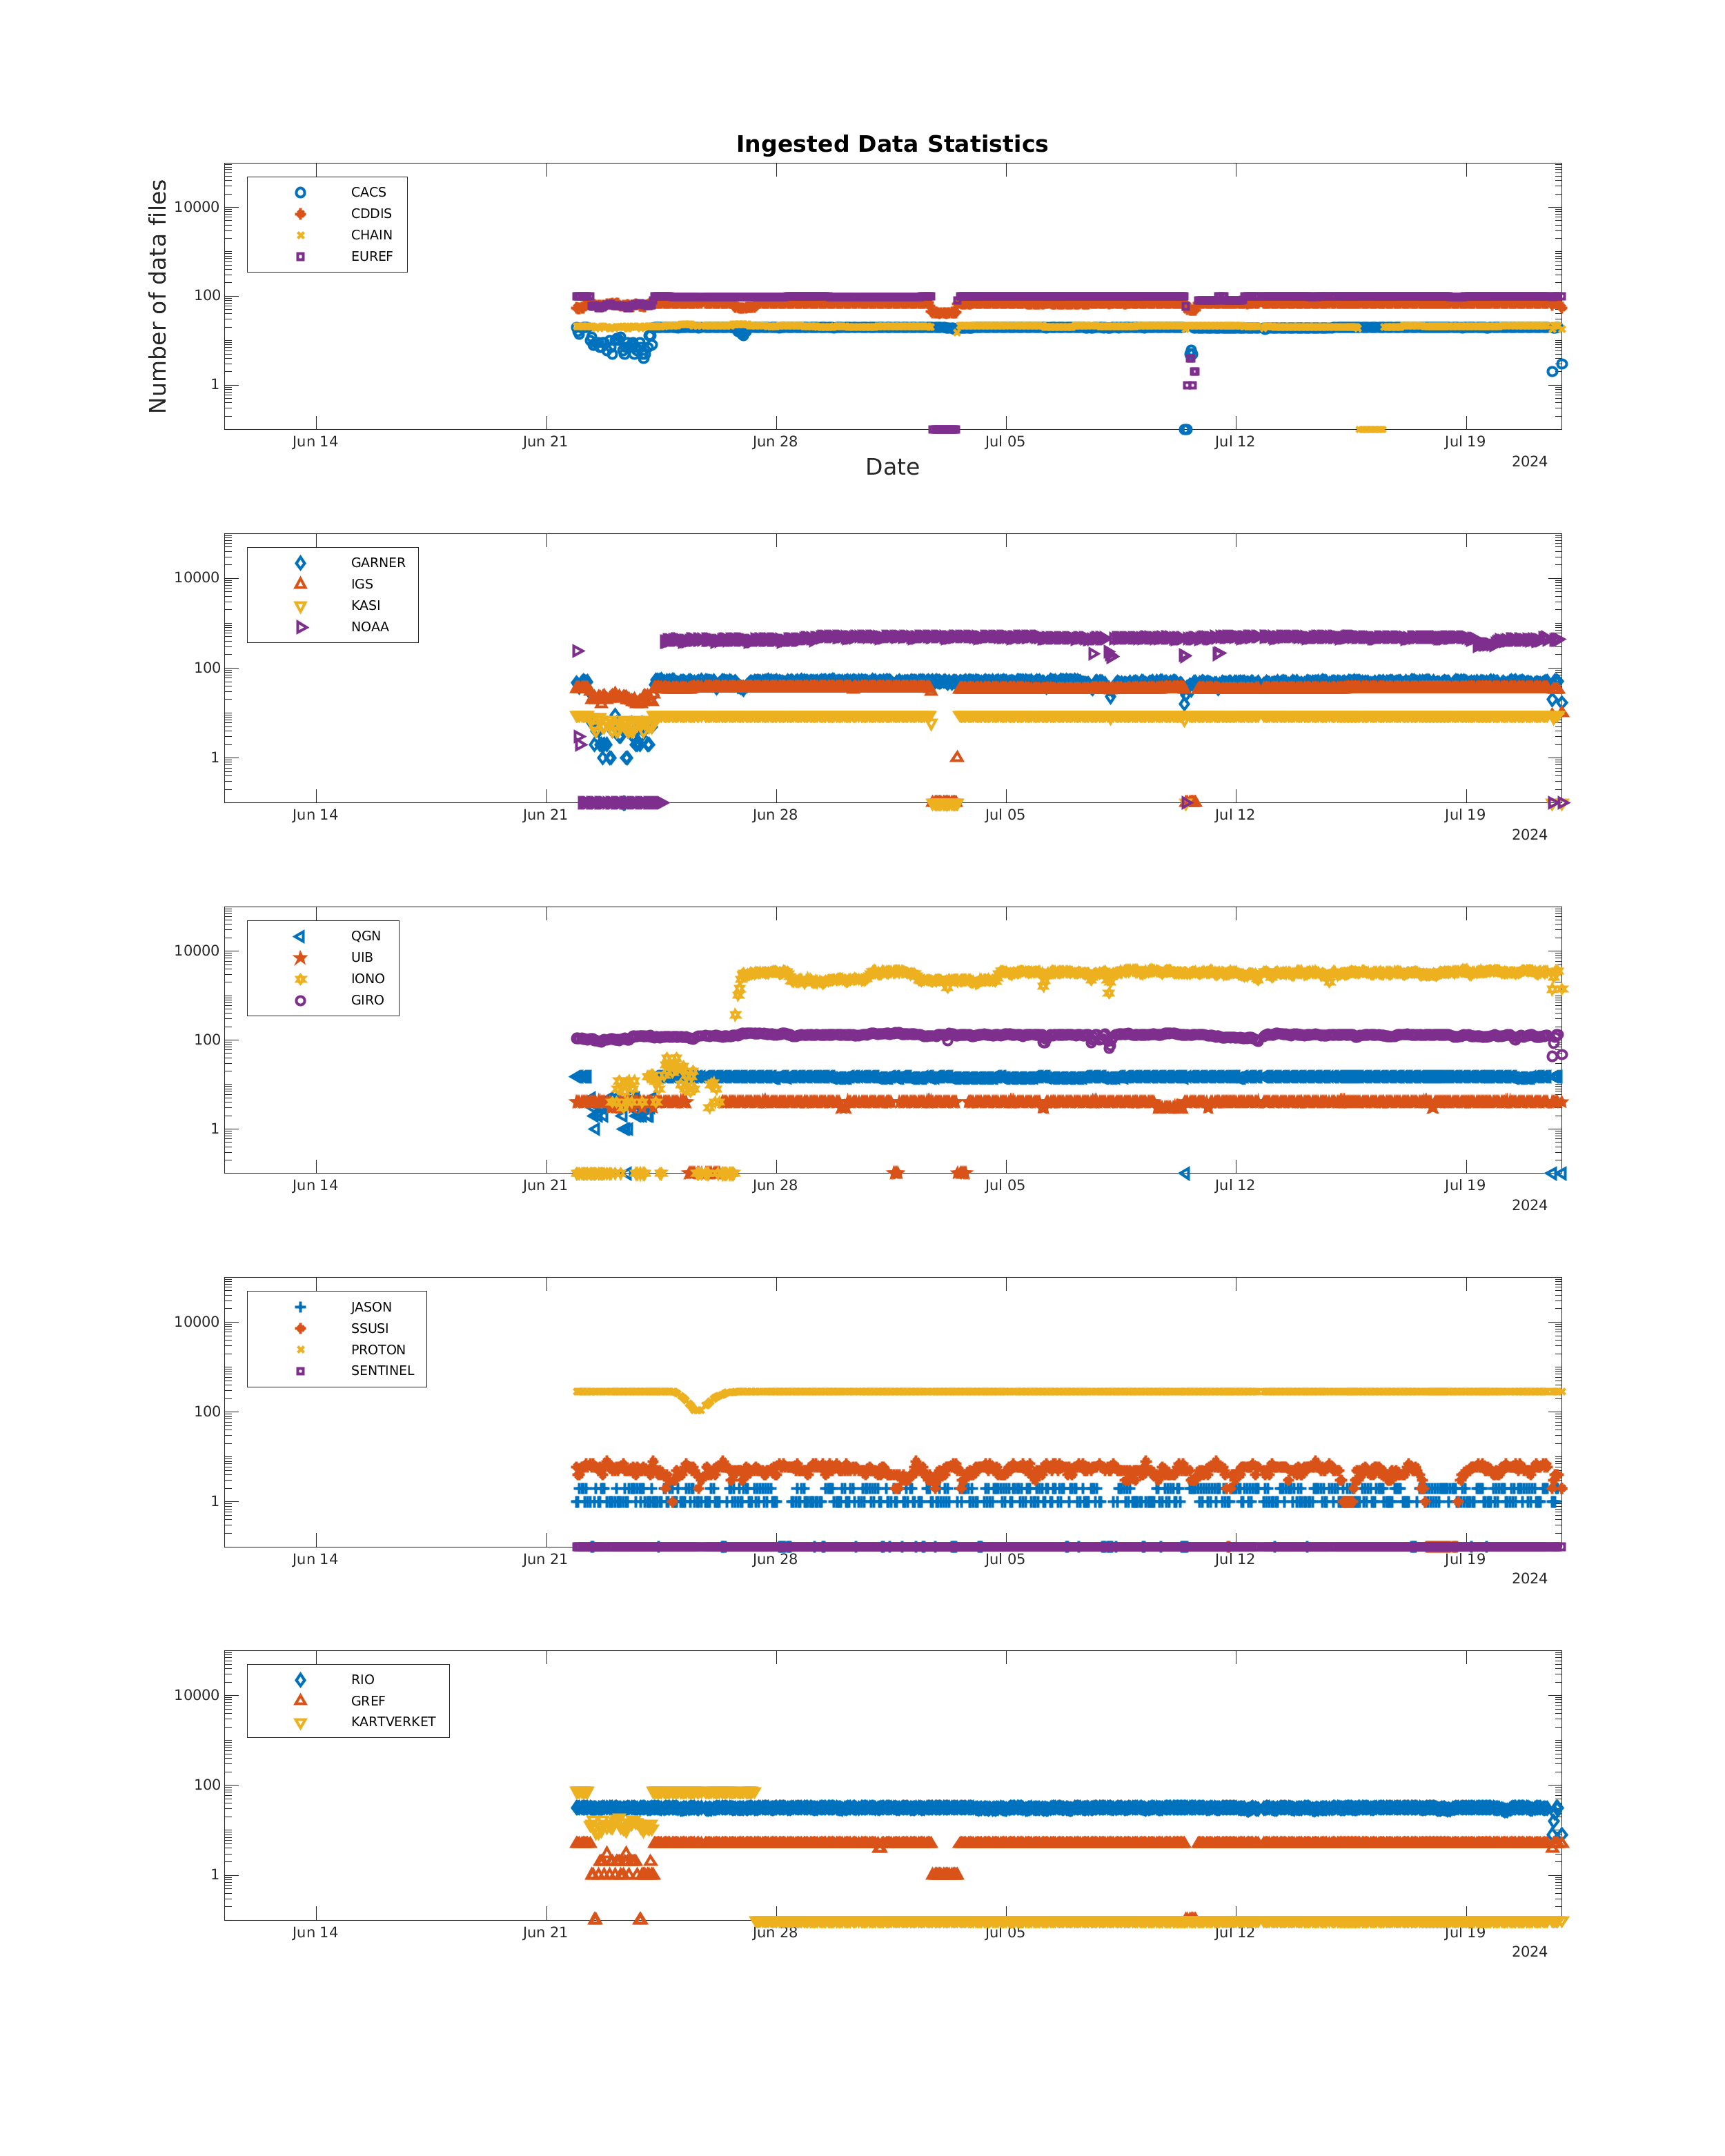 Ingested Data Statistics
Number of data files
10000
100
1
CACS
CDDIS
CHAIN
EUREF
Jun 14 Jun 21 Jun 28 Jul 05 Jul 12 Jul 19
2024
Date
10000
100
1
GARNER
IGS
KASI
NOAA
Jun 14 Jun 21 Jun 28 Jul 05 Jul 12 Jul 19
2024
10000
100
1
QGN
UIB
IONO
GIRO
Jun 14 Jun 21 Jun 28 Jul 05 Jul 12 Jul 19
2024
10000
100
1
JASON
SSUSI
PROTON
SENTINEL
Jun 14 Jun 21 Jun 28 Jul 05 Jul 12 Jul 19
2024
10000
100
1
RIO
GREF
KARTVERKET
Jun 14 Jun 21 Jun 28 Jul 05 Jul 12 Jul 19
2024